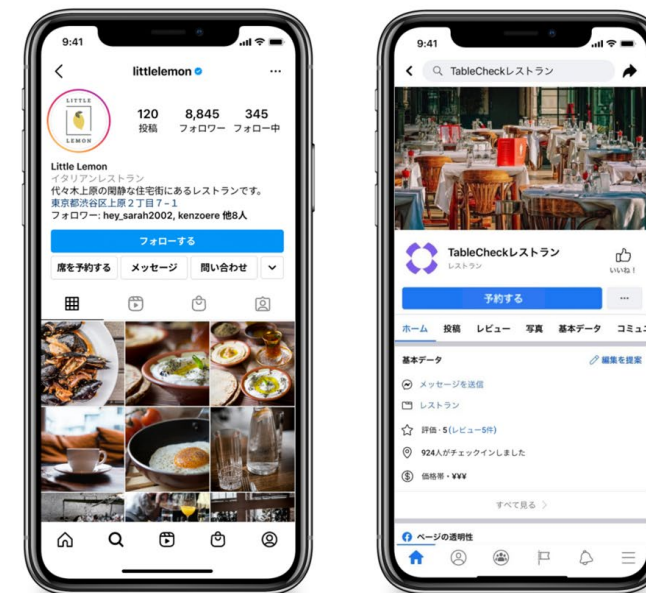 9:41
littlelemon
LITTLE
LEMON
120
8,845
345
投稿
フォロワー
フォロー中
Little Lemon
イタリアンレストラン
代々木上原の閑静な住宅街にあるレストランです。
東京都渋谷区上原2丁目7−1
フォロワー: hey_sarah2002, kenzoere 他8人
フォローする
席を予約する
メッセージ
問い合わせ
9:41
TableCheckレストラン
TableCheckレストラン
レストラン
いいね!
予約する
ホーム
投稿
レビュー
写真
基本データ
コミュニ
基本データ
編集を提案
メッセージを送信
レストラン
評価・5(レビュー5件)
924人がチェックインしました
価格帯・¥¥¥
すべて見る
ページの透明性